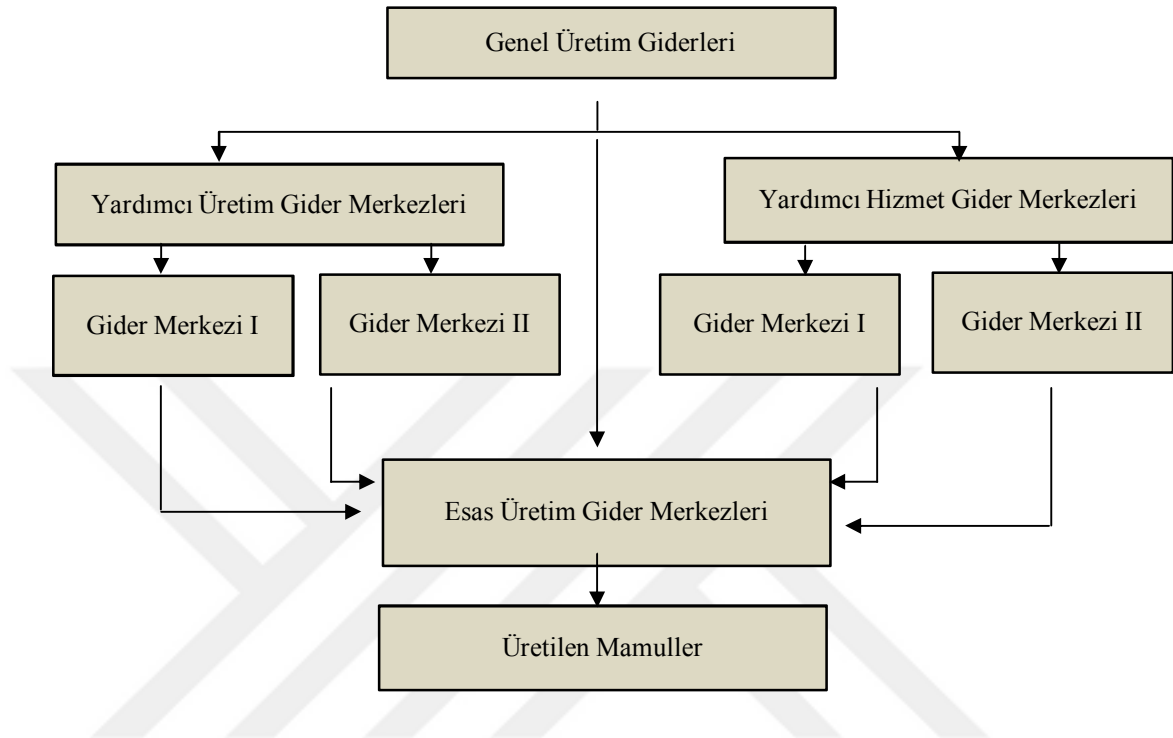 Genel Üretim Giderleri
Yardımcı Üretim Gider Merkezleri
Yardımcı Hizmet Gider Merkezleri
Gider Merkezi I
Gider Merkezi II
Gider Merkezi I
Gider Merkezi II
Esas Üretim Gider Merkezleri
Üretilen Mamuller